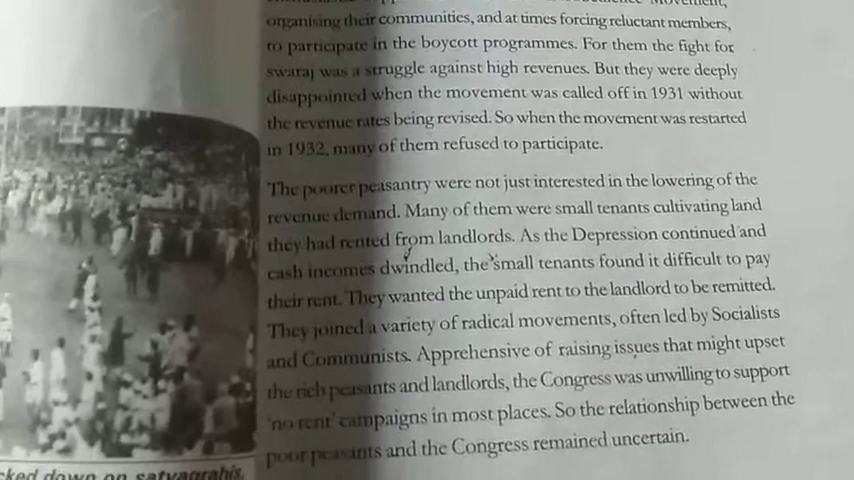 Movement,
organising their communities, and at times forcing reluctant members,
to participate in the boycott programmes. For them the fight for
swaraj was a struggle against high revenues. But they were deeply
disappointed when the movement was called off in 1931 without
the revenue rates being revised. So when the movement was restarted
in 1932, many of them refused to participate.
The poorer peasantry were not just interested in the lowering of the
revenue demand. Many of them were small tenants cultivating land
they had rented from landlords. As the Depression continued and
cash incomes dwindled, the small tenants found it difficult to pay
their rent. They wanted the unpaid rent to the landlord to be remitted.
They joined a variety of radical movements, often led by Socialists
and Communists. Apprehensive of raising issues that might upset
the rich peasants and landlords, the Congress was unwilling to support
'no rent' campaigns in most places. So the relationship between the
poor peasants and the Congress remained uncertain.
cked down on satyagrahis,